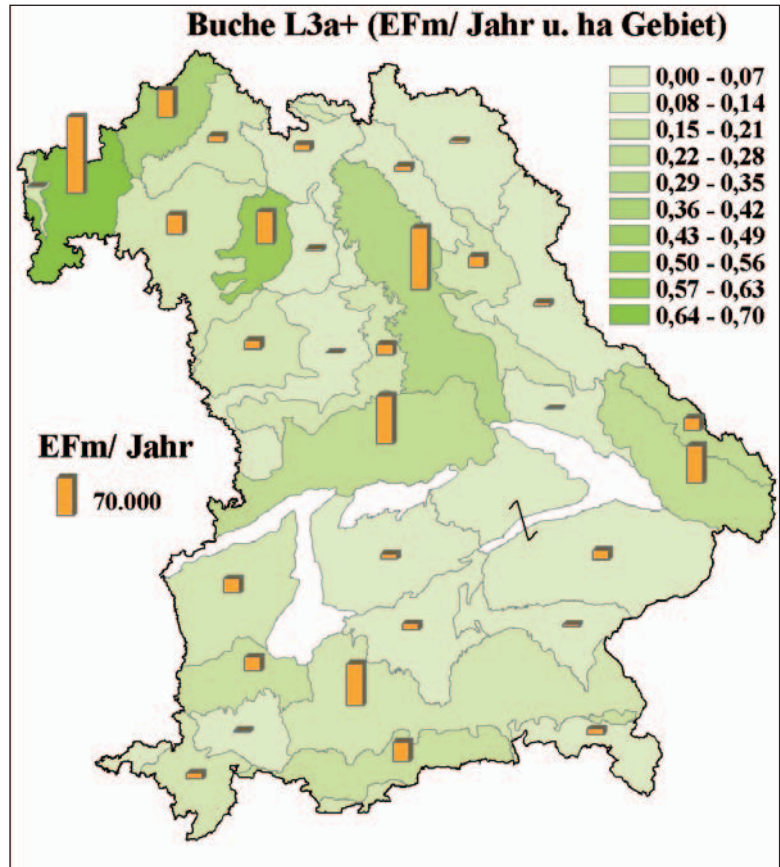 Buche L3a+ (EFm/ Jahr u. ha Gebiet)
0,00 - 0,07
0,08 - 0,14
0,15 - 0,21
0,22 - 0,28
0,29 - 0,35
0,36 - 0,42
0,43 - 0,49
0,50 - 0,56
0,57 - 0,63
0,64 - 0,70
EFm/ Jahr
70.000